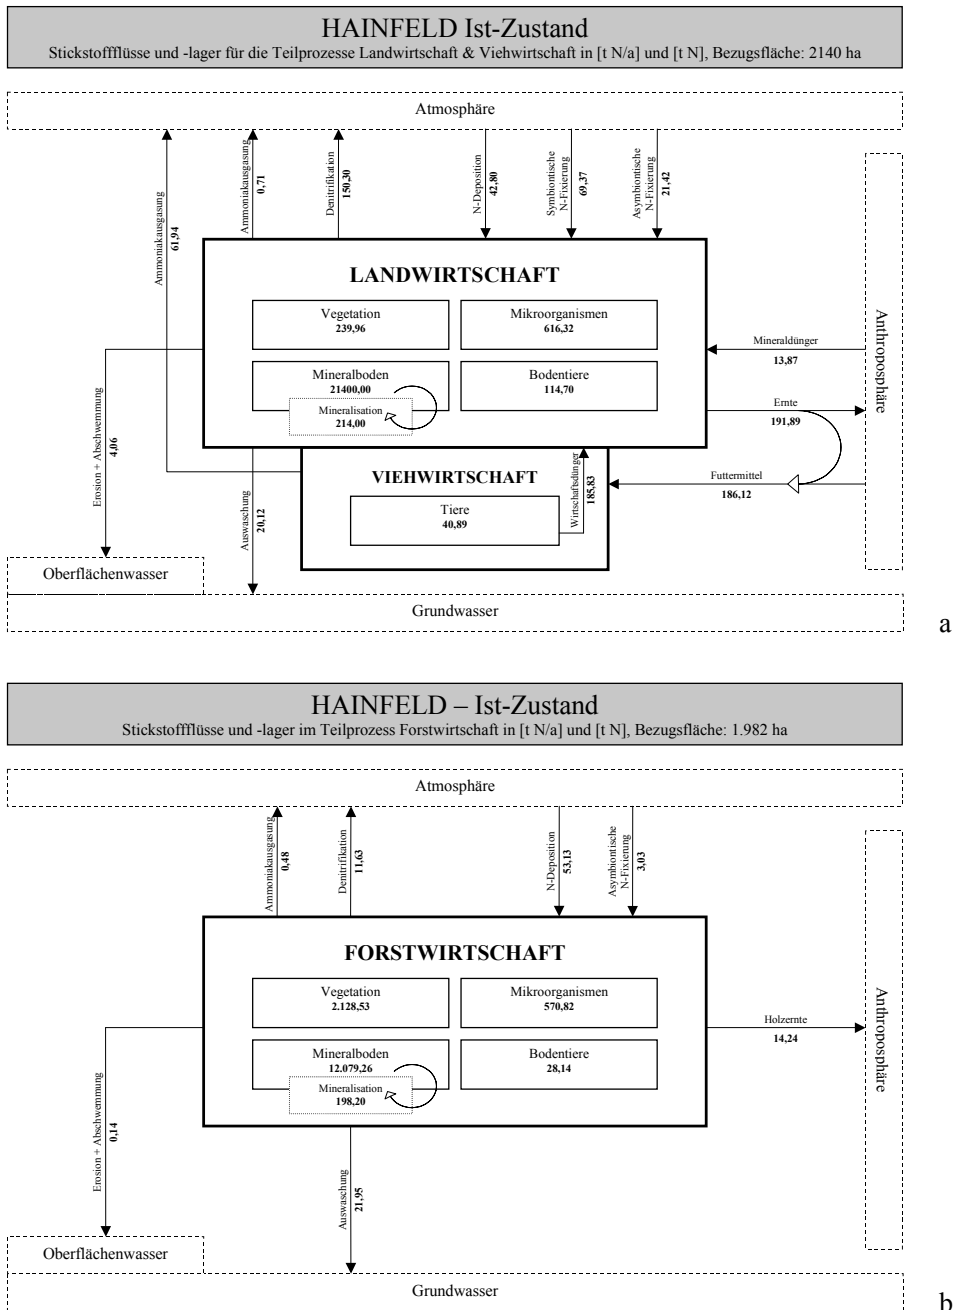 HAINFELD Ist-Zustand
Stickstoffflüsse und -lager für die Teilprozesse Landwirtschaft & Viehwirtschaft in [t N/a] und [t N], Bezugsfläche: 2140 ha
Atmosphäre
Ammoniakausgasung
61,94
Ammoniakausgasung
0,71
Denitrifikation
150,30
N-Deposition
42,80
Symbiontische
N-Fixierung
69,37
Asymbiontische
N-Fixierung
21,42
LANDWIRTSCHAFT
Vegetation
239,96
Mikroorganismen
616,32
Mineralboden
21400,00
Mineralisation
214,00
Bodentiere
114,70
Mineraldünger
13,87
Ernte
191,89
Futtermittel
186,12
Anthroposphäre
Erosion + Abschwemmung
4,06
Auswaschung
20,12
VIEHWIRTSCHAFT
Tiere
40,89
Wirtschaftsdünger
185,83
Oberflächenwasser
Grundwasser
a
HAINFELD – Ist-Zustand
Stickstoffflüsse und -lager im Teilprozess Forstwirtschaft in [t N/a] und [t N], Bezugsfläche: 1.982 ha
Atmosphäre
Ammoniakausgasung
0,48
Denitrifikation
11,63
N-Deposition
53,13
Asymbiontische
N-Fixierung
3,03
FORSTWIRTSCHAFT
Vegetation
2.128,53
Mikroorganismen
570,82
Mineralboden
12.079,26
Mineralisation
198,20
Bodentiere
28,14
Holzernte
14,24
Anthroposphäre
Erosion + Abschwemmung
0,14
Auswaschung
21,95
Oberflächenwasser
Grundwasser
b